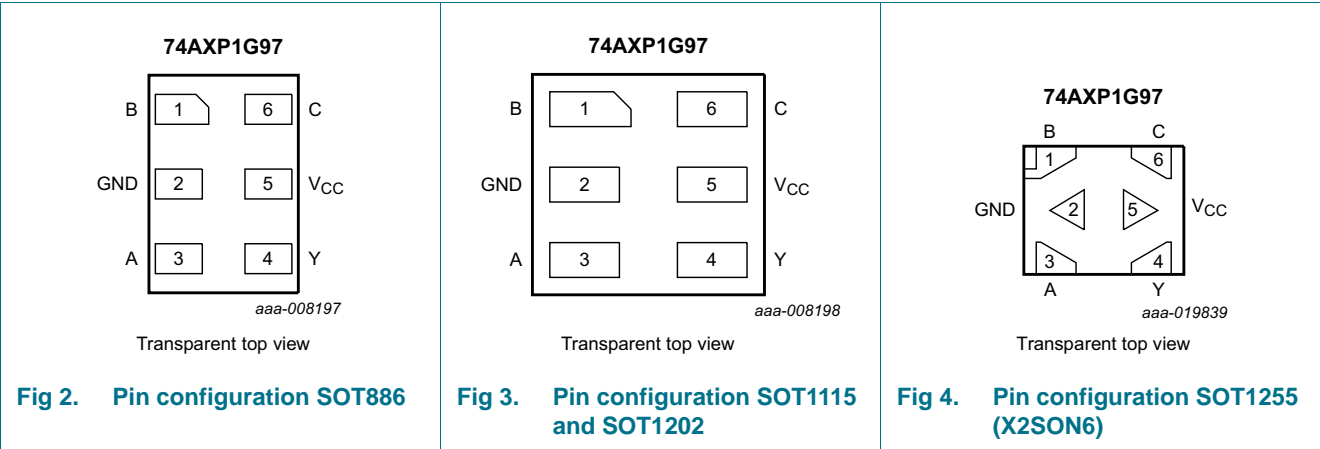 74AXP1G97
B 1 6 C
GND 2 5 VCC
A 3 4 Y
aaa-008197
Transparent top view
Fig 2. Pin configuration SOT886
74AXP1G97
B 1 6 C
GND 2 5 VCC
A 3 4 Y
aaa-008198
Transparent top view
Fig 3. Pin configuration SOT1115
and SOT1202
74AXP1G97
B C
1 6
GND 2 5 VCC
3 4
A Y
aaa-019839
Transparent top view
Fig 4. Pin configuration SOT1255
(X2SON6)